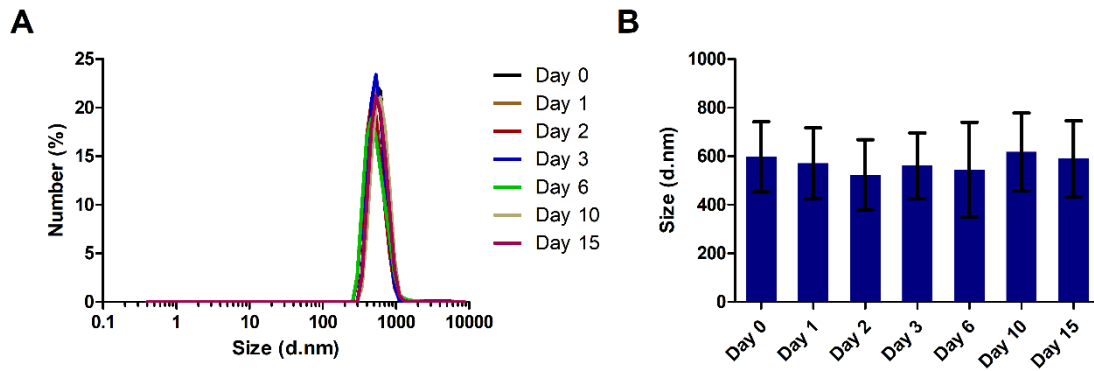 A
Number (%)
25
20
15
10
5
0
0.1 1 10 100 1000 10000
Size (d.nm)
Day 0
Day 1
Day 2
Day 3
Day 6
Day 10
Day 15
B
Size (d.nm)
1000
800
600
400
200
0
Day 0 Day 1 Day 2 Day 3 Day 6 Day 10 Day 15